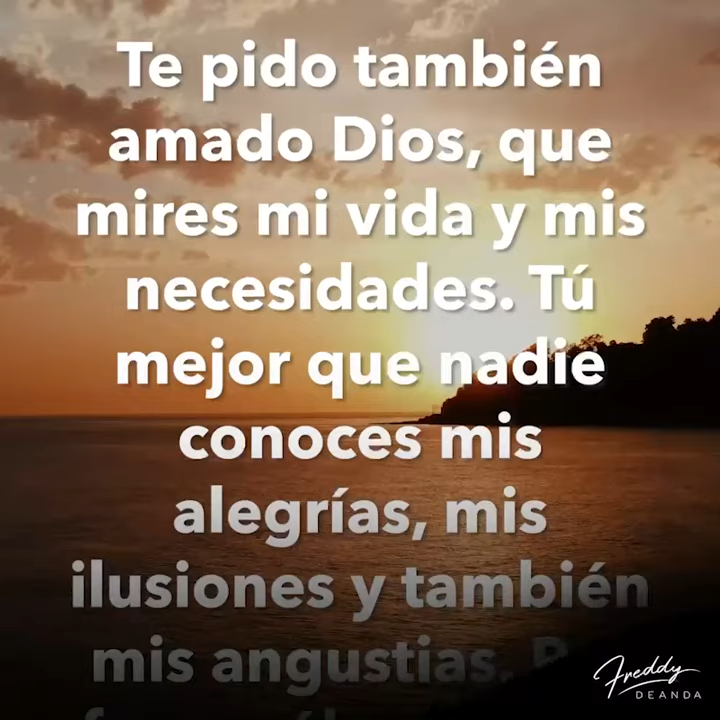 Te pido también
amado Dios, que
mires mi vida y mis
necesidades. Tú
mejor que nadie
conoces mis
alegrías, mis
ilusiones y también
mis angustias.
Freddy
DEANDA